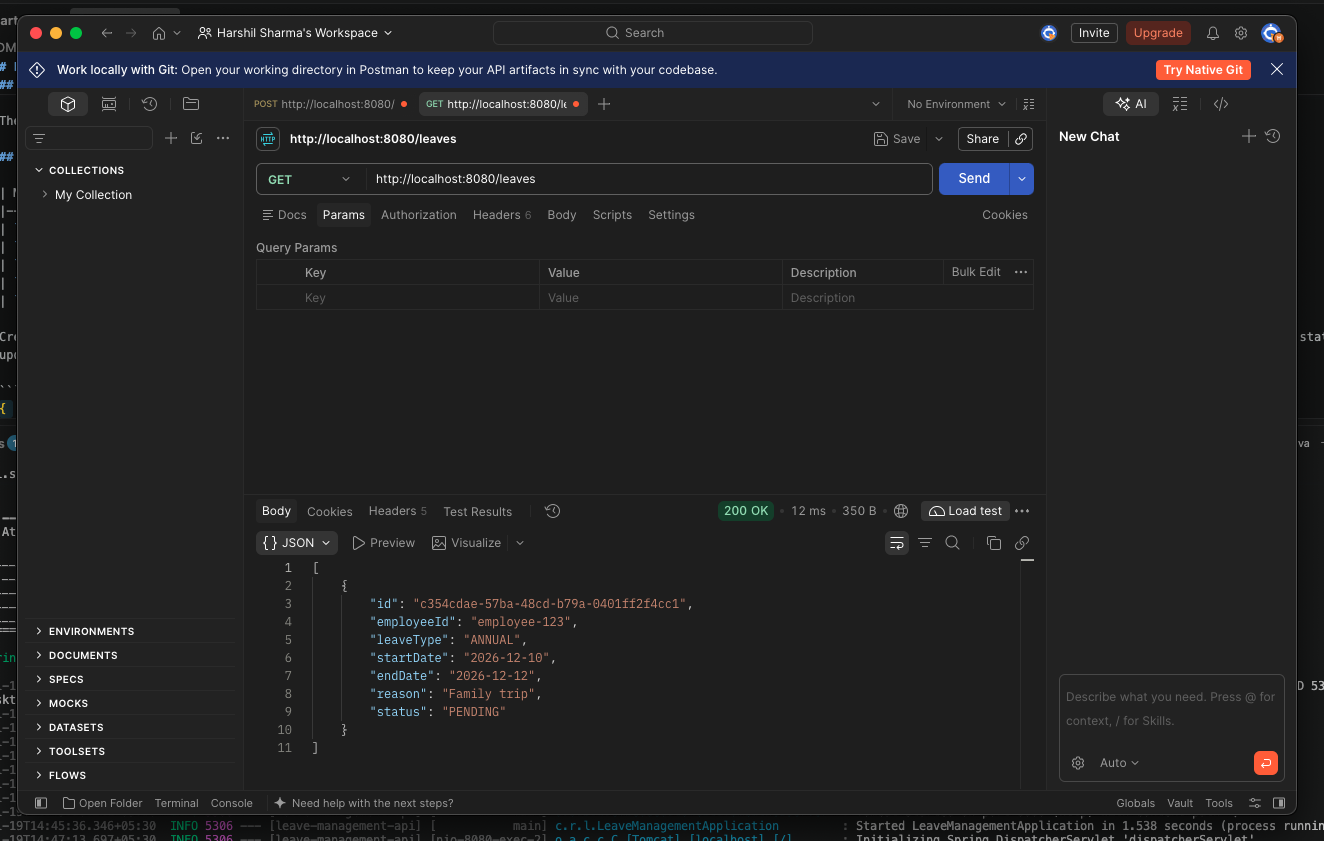 Harshil Sharma's Workspace
Search
Invite
Upgrade
Work locally with Git: Open your working directory in Postman to keep your API artifacts in sync with your codebase.
Try Native Git
POST http://localhost:8080/
GET http://localhost:8080/le
No Environment
AI
http://localhost:8080/leaves
Save
Share
New Chat
COLLECTIONS
My Collection
GET
http://localhost:8080/leaves
Send
Docs
Params
Authorization
Headers 6
Body
Scripts
Settings
Cookies
Query Params
Key
Value
Description
Bulk Edit
Key
Value
Description
Body
Cookies
Headers 5
Test Results
200 OK
12 ms
350 B
Load test
{} JSON
Preview
Visualize
1 [
2 {
3 "id": "c354cdae-57ba-48cd-b79a-0401ff2f4cc1",
4 "employeeId": "employee-123",
5 "leaveType": "ANNUAL",
6 "startDate": "2026-12-10",
7 "endDate": "2026-12-12",
8 "reason": "Family trip",
9 "status": "PENDING"
10 }
11 ]
ENVIRONMENTS
DOCUMENTS
SPECS
MOCKS
DATASETS
TOOLSETS
FLOWS
Describe what you need. Press @ for
context, / for Skills.
Auto
Open Folder
Terminal
Console
Need help with the next steps?
Globals
Vault
Tools
-19T14:45:36.346+05:30 INFO 5306 --- [leave-management-api] [ main] c.r.l.LeaveManagementApplication : Started LeaveManagementApplication in 1.538 seconds (process running